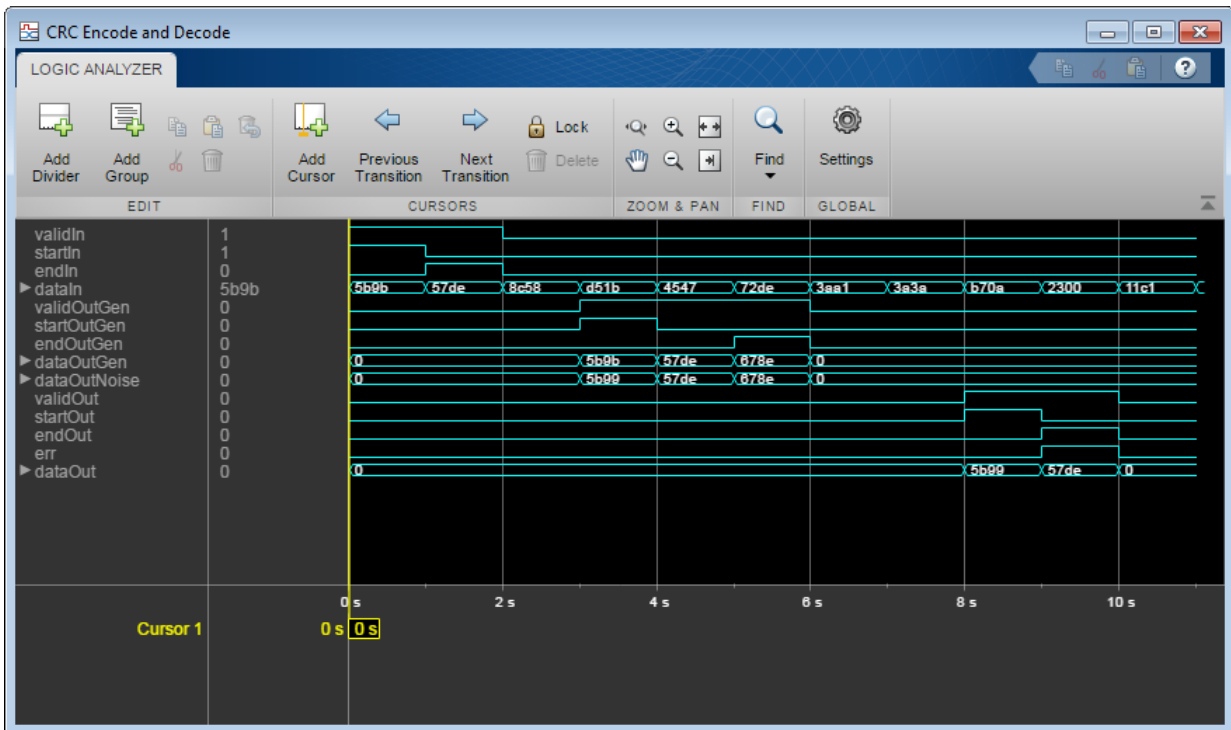 CRC Encode and Decode
LOGIC ANALYZER
?
Add Divider
Add Group
Add Cursor
Previous Transition
Next Transition
Lock
Delete
Find
Settings
EDIT CURSORS ZOOM & PAN FIND GLOBAL
validIn 1
startIn 1
endIn 0
dataIn 5b9b 5b9b 57de 8c58 d51b 4547 72de 3aa1 3a3a b70a 2300 11c1
validOutGen 0
startOutGen 0
endOutGen 0
dataOutGen 0 0 5b9b 57de 678e 0
dataOutNoise 0 0 5b99 57de 678e 0
validOut 0
startOut 0
endOut 0
err 0
dataOut 0 0 5b99 57de 0
0 s 2 s 4 s 6 s 8 s 10 s
Cursor 1 0 s 0 s